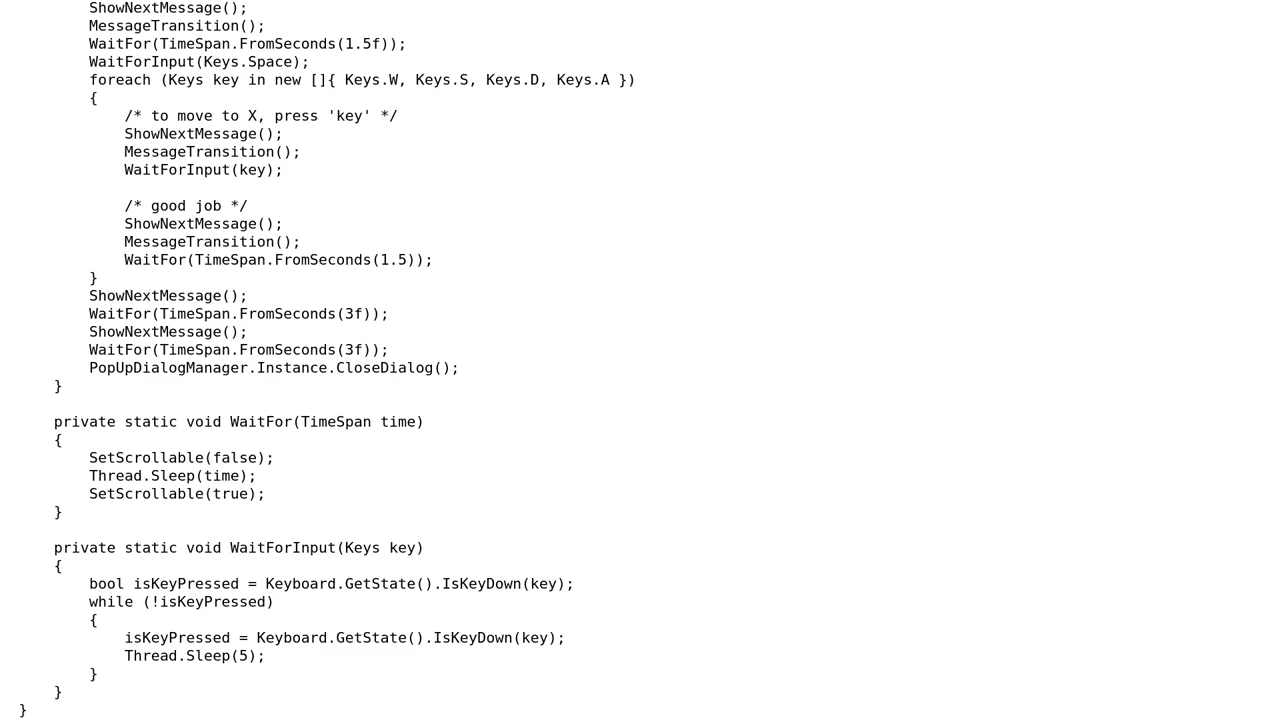 ShowNextMessage();
MessageTransition();
WaitFor(TimeSpan.FromSeconds(1.5f));
WaitForInput(Keys.Space);
foreach (Keys key in new []{ Keys.W, Keys.S, Keys.D, Keys.A })
{
/* to move to X, press 'key' */
ShowNextMessage();
MessageTransition();
WaitForInput(key);
/* good job */
ShowNextMessage();
MessageTransition();
WaitFor(TimeSpan.FromSeconds(1.5));
}
ShowNextMessage();
WaitFor(TimeSpan.FromSeconds(3f));
ShowNextMessage();
WaitFor(TimeSpan.FromSeconds(3f));
PopUpDialogManager.Instance.CloseDialog();
}
private static void WaitFor(TimeSpan time)
{
SetScrollable(false);
Thread.Sleep(time);
SetScrollable(true);
}
private static void WaitForInput(Keys key)
{
bool isKeyPressed = Keyboard.GetState().IsKeyDown(key);
while (!isKeyPressed)
{
isKeyPressed = Keyboard.GetState().IsKeyDown(key);
Thread.Sleep(5);
}
}
}